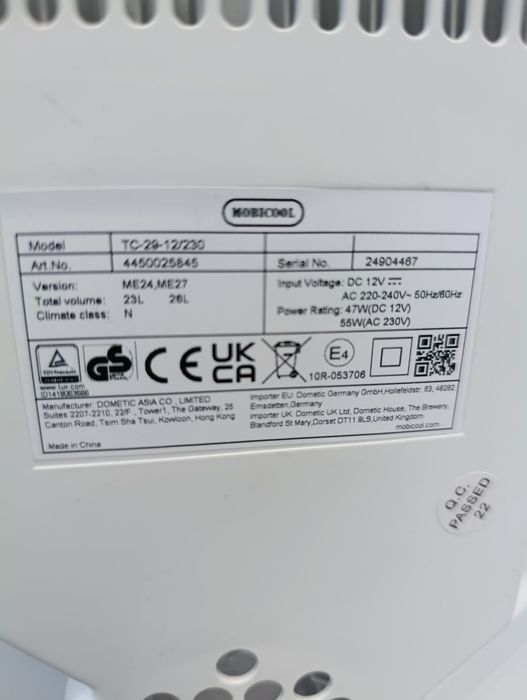 MOBICOOL
Model TC-29-12/230
Art.No. 4450025845 Serial No. 24904467
Version: ME24,ME27
Total volume: 23L 26L
Climate class: N
Input Voltage: DC 12V
AC 220-240V~ 50Hz/60Hz
Power Rating: 47W(DC 12V)
55W(AC 230V)
GS CE UK CA E4
10R-053706
www.tuv.com
Manufacturer: DOMETIC ASIA CO., LIMITED
Suites 2207-2210, 22/F., Tower1, The Gateway, 25
Canton Road, Tsim Sha Tsui, Kowloon, Hong Kong
Made in China
Importer EU: Dometic Germany GmbH,Hollefeldstr. 63, 48282
Emsdetten,Germany
Importer UK: Dometic UK Ltd, Dometic House, The Brewery,
Blandford St Mary,Dorset DT11 9LS,United Kingdom
mobicool.com
Q.C.
PASSED
22